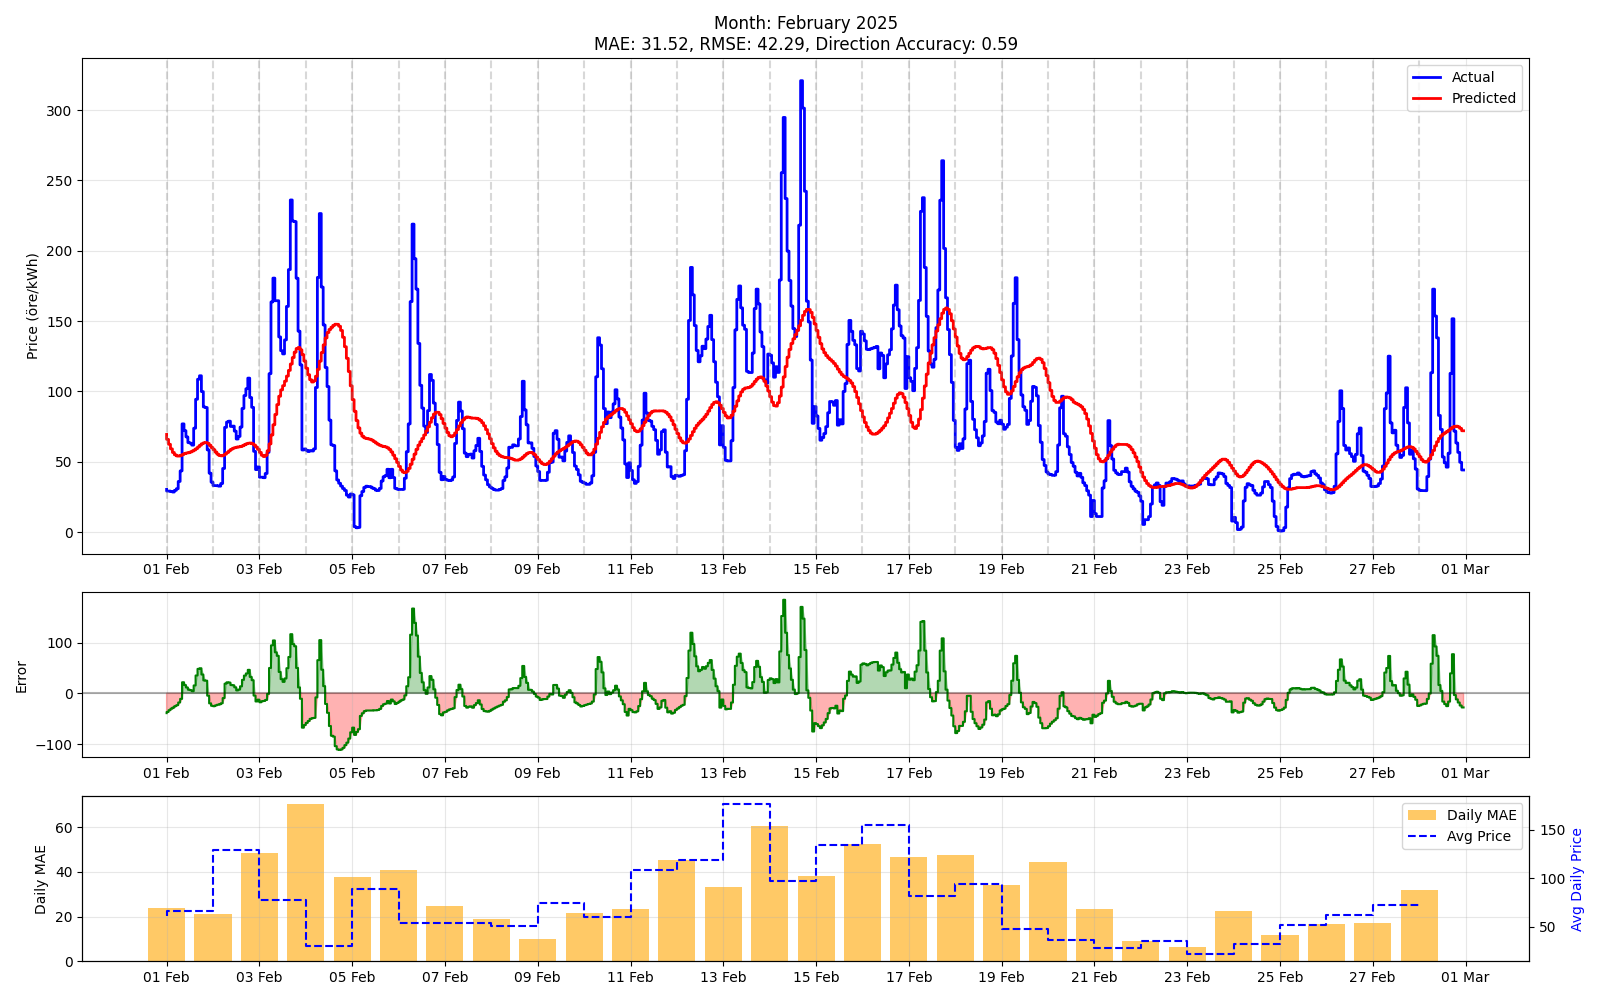 Month: February 2025
MAE: 31.52, RMSE: 42.29, Direction Accuracy: 0.59
Price (öre/kWh)
300
250
200
150
100
50
0
Actual
Predicted
01 Feb 03 Feb 05 Feb 07 Feb 09 Feb 11 Feb 13 Feb 15 Feb 17 Feb 19 Feb 21 Feb 23 Feb 25 Feb 27 Feb 01 Mar
Error
100
0
−100
01 Feb 03 Feb 05 Feb 07 Feb 09 Feb 11 Feb 13 Feb 15 Feb 17 Feb 19 Feb 21 Feb 23 Feb 25 Feb 27 Feb 01 Mar
Daily MAE
60
40
20
0
Daily MAE
Avg Price
150
100
50
Avg Daily Price
01 Feb 03 Feb 05 Feb 07 Feb 09 Feb 11 Feb 13 Feb 15 Feb 17 Feb 19 Feb 21 Feb 23 Feb 25 Feb 27 Feb 01 Mar